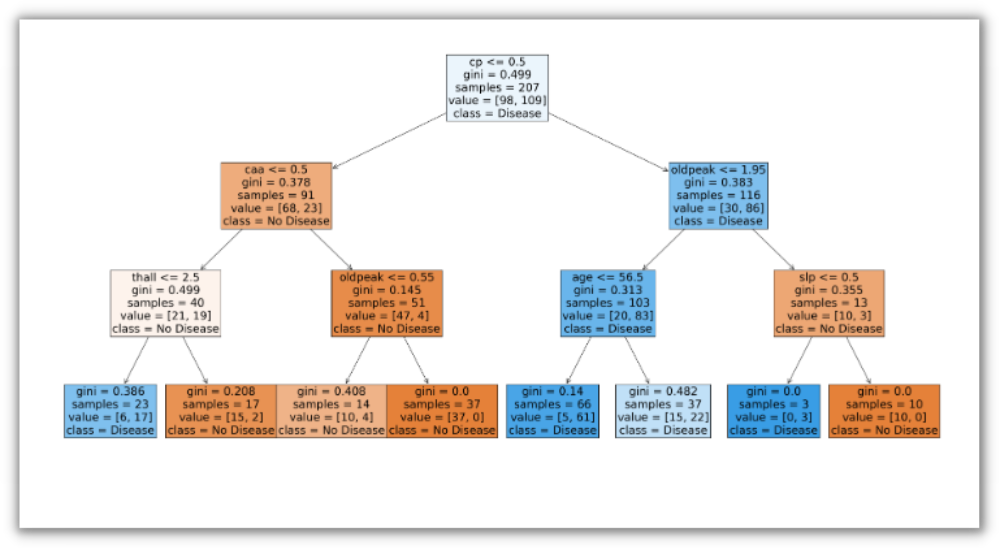 cp <= 0.5
gini = 0.499
samples = 207
value = [98, 109]
class = Disease
caa <= 0.5
gini = 0.378
samples = 91
value = [68, 23]
class = No Disease
oldpeak <= 1.95
gini = 0.383
samples = 116
value = [30, 86]
class = Disease
thall <= 2.5
gini = 0.499
samples = 40
value = [21, 19]
class = No Disease
oldpeak <= 0.55
gini = 0.145
samples = 51
value = [47, 4]
class = No Disease
age <= 56.5
gini = 0.313
samples = 103
value = [20, 83]
class = Disease
slp <= 0.5
gini = 0.355
samples = 13
value = [10, 3]
class = No Disease
gini = 0.386
samples = 23
value = [6, 17]
class = Disease
gini = 0.208
samples = 17
value = [15, 2]
class = No Disease
gini = 0.408
samples = 14
value = [10, 4]
class = No Disease
gini = 0.0
samples = 37
value = [37, 0]
class = No Disease
gini = 0.14
samples = 66
value = [5, 61]
class = Disease
gini = 0.482
samples = 37
value = [15, 22]
class = Disease
gini = 0.0
samples = 3
value = [0, 3]
class = Disease
gini = 0.0
samples = 10
value = [10, 0]
class = No Disease